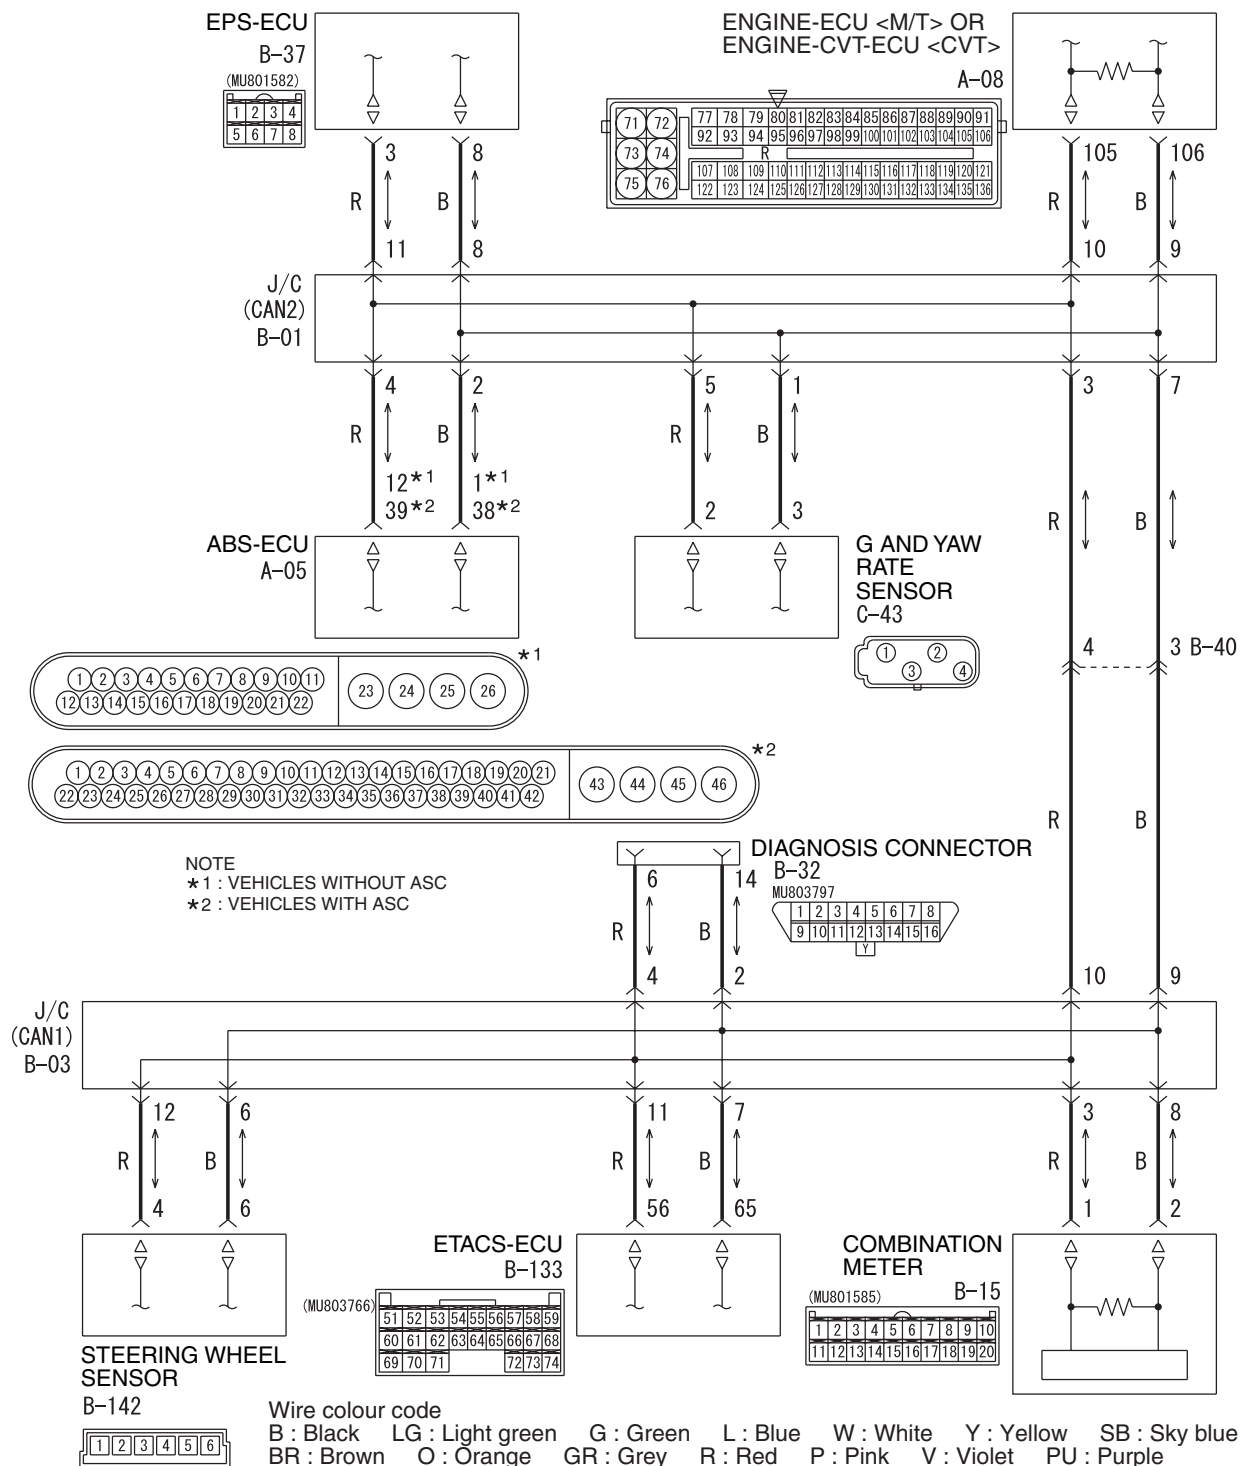 EPS-ECU
B-37
(MU801582)
1 2 3 4
5 6 7 8
ENGINE-ECU <M/T> OR
ENGINE-CVT-ECU <CVT>
A-08
71 72 77 78 79 80 81 82 83 84 85 86 87 88 89 90 91
92 93 94 95 96 97 98 99 100 101 102 103 104 105 106
73 74 R
107 108 109 110 111 112 113 114 115 116 117 118 119 120 121
75 76 122 123 124 125 126 127 128 129 130 131 132 133 134 135 136
3 8 105 106
R B R B
11 8 10 9
J/C
(CAN2)
B-01
4 2 5 1 3 7
R B R B
12*1 1*1
39*2 38*2 2 3
R B
ABS-ECU
A-05
G AND YAW
RATE
SENSOR
C-43
1 2
3 4
4 3 B-40
*1
1 2 3 4 5 6 7 8 9 10 11
12 13 14 15 16 17 18 19 20 21 22
23 24 25 26
*2
1 2 3 4 5 6 7 8 9 10 11 12 13 14 15 16 17 18 19 20 21
22 23 24 25 26 27 28 29 30 31 32 33 34 35 36 37 38 39 40 41 42
43 44 45 46
R B
NOTE
*1 : VEHICLES WITHOUT ASC
*2 : VEHICLES WITH ASC
DIAGNOSIS CONNECTOR
B-32
MU803797
1 2 3 4 5 6 7 8
9 10 11 12 13 14 15 16
Y
6 14
R B
4 2 10 9
J/C
(CAN1)
B-03
12 6 11 7 3 8
R B R B R B
4 6 56 65 1 2
STEERING WHEEL
SENSOR
B-142
1 2 3 4 5 6
ETACS-ECU
B-133
(MU803766)
51 52 53 54 55 56 57 58 59
60 61 62 63 64 65 66 67 68
69 70 71 72 73 74
COMBINATION
METER
B-15
(MU801585)
1 2 3 4 5 6 7 8 9 10
11 12 13 14 15 16 17 18 19 20
Wire colour code
B : Black LG : Light green G : Green L : Blue W : White Y : Yellow SB : Sky blue
BR : Brown O : Orange GR : Grey R : Red P : Pink V : Violet PU : Purple